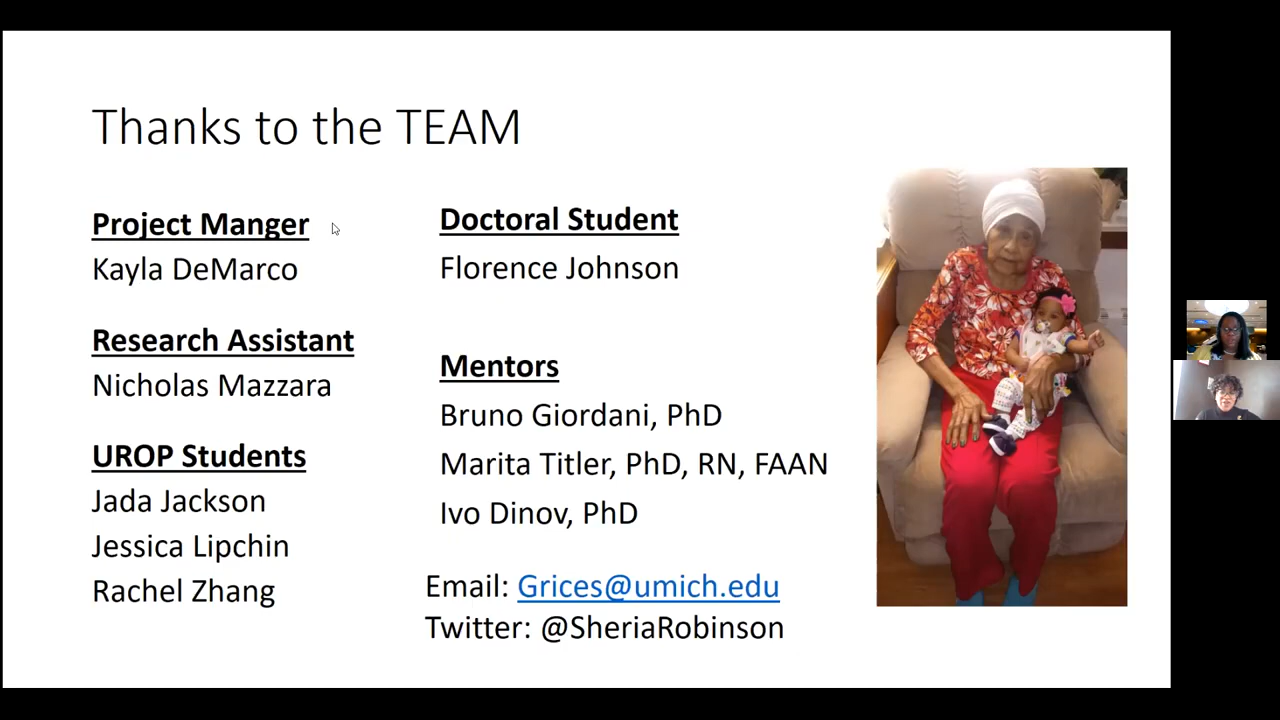 Thanks to the TEAM
Project Manger
Kayla DeMarco
Research Assistant
Nicholas Mazzara
UROP Students
Jada Jackson
Jessica Lipchin
Rachel Zhang
Doctoral Student
Florence Johnson
Mentors
Bruno Giordani, PhD
Marita Titler, PhD, RN, FAAN
Ivo Dinov, PhD
Email: Grices@umich.edu
Twitter: @SheriaRobinson